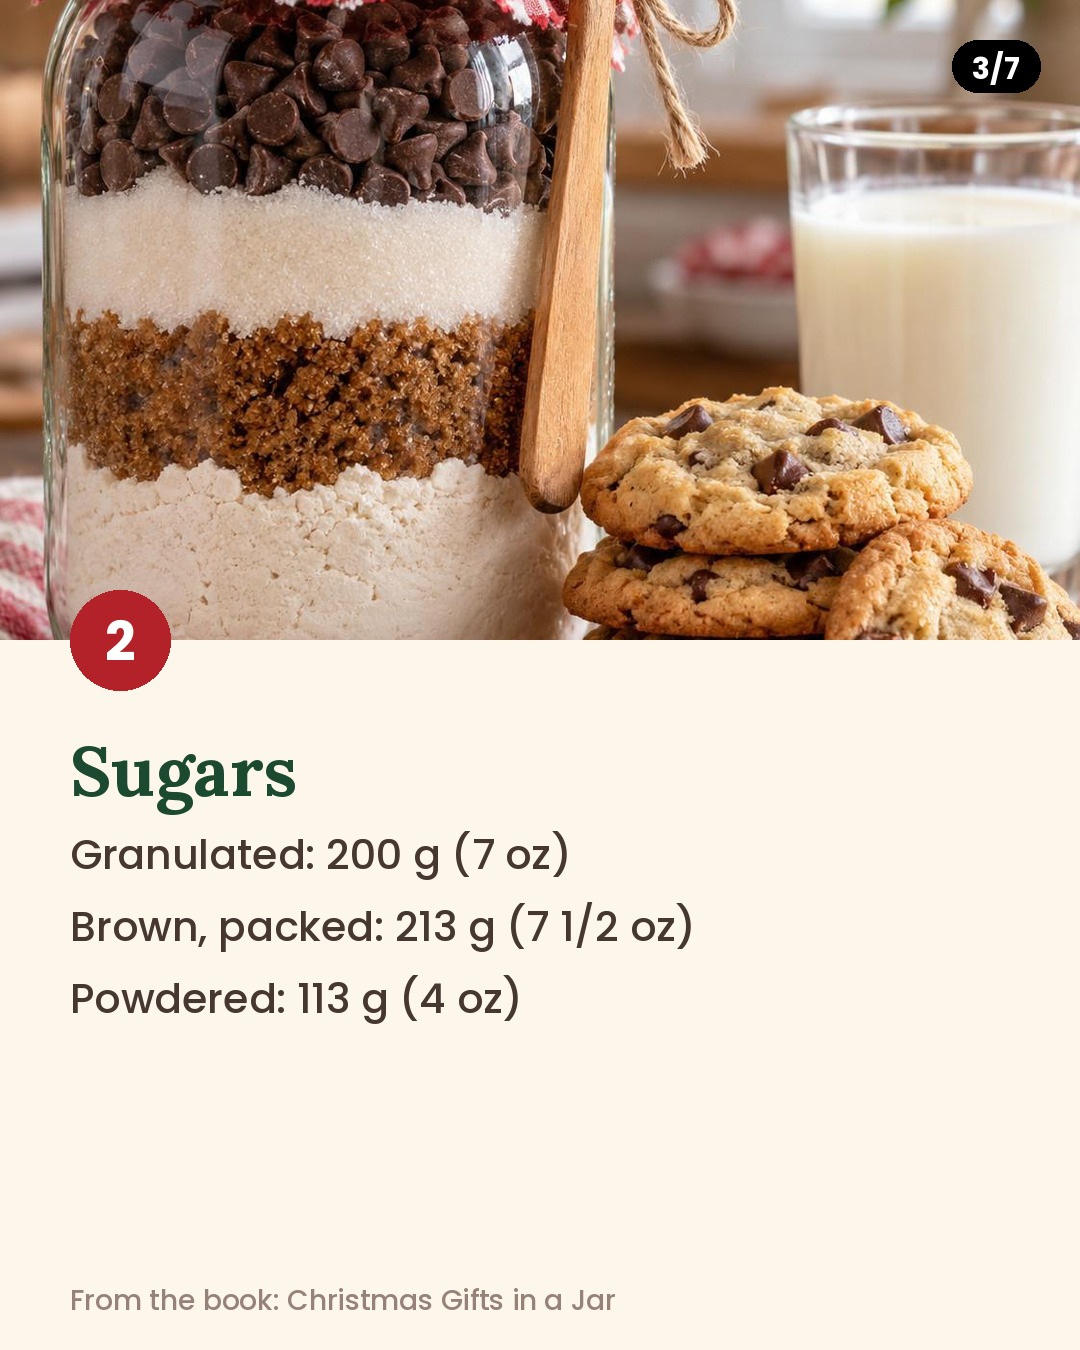 3/7
2
Sugars
Granulated: 200 g (7 oz)
Brown, packed: 213 g (7 1/2 oz)
Powdered: 113 g (4 oz)
From the book: Christmas Gifts in a Jar